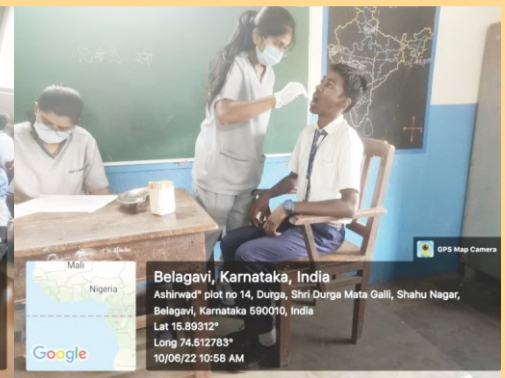 GPS Map Camera
Mali
Nigeria
Google
Belagavi, Karnataka, India
Ashirwad" plot no 14, Durga, Shri Durga Mata Galli, Shahu Nagar,
Belagavi, Karnataka 590010, India
Lat 15.89312°
Long 74.512783°
10/06/22 10:58 AM